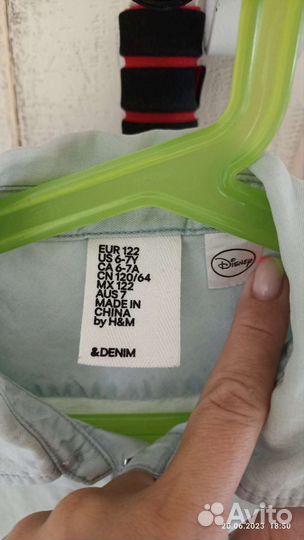 EUR 122
US 6-7Y
CA 6-7A
CN 120/64
MX 122
AUS 7
MADE IN
CHINA
by H&M
&DENIM
Disney
Avito
20.06.2023 18:50